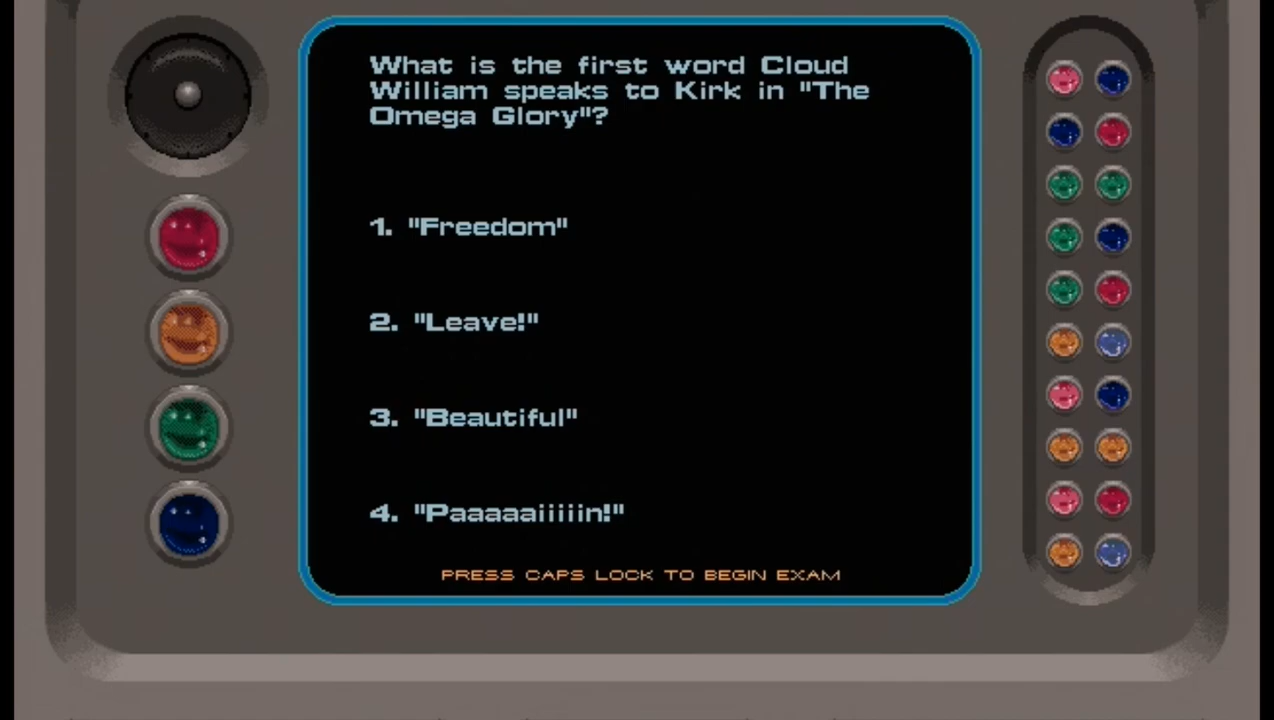 What is the first word Cloud
William speaks to Kirk in "The
Omega Glory"?
1. "Freedom"
2. "Leave!"
3. "Beautiful"
4. "Paaaaaiiiiin!"
PRESS CAPS LOCK TO BEGIN EXAM